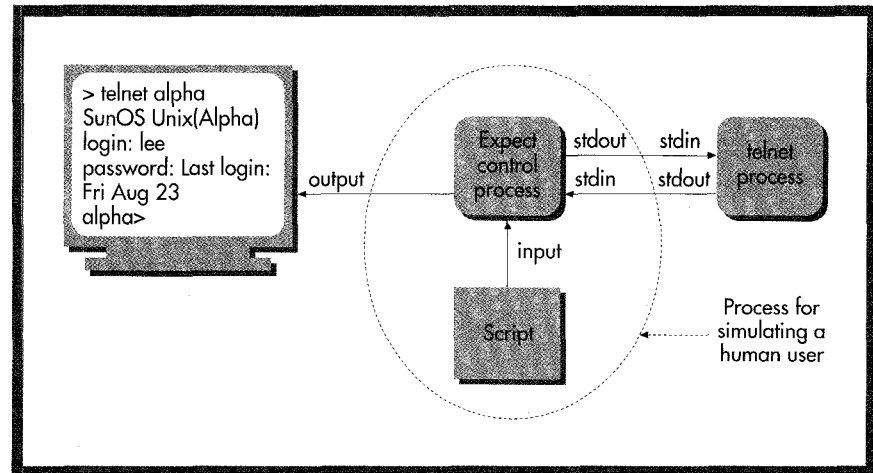 > telnet alpha
SunOS Unix(Alpha)
login: lee
password: Last login:
Fri Aug 23
alpha>
output
Expect
control
process
stdout
stdin
stdin
stdout
telnet
process
input
Script
Process for
simulating a
human user